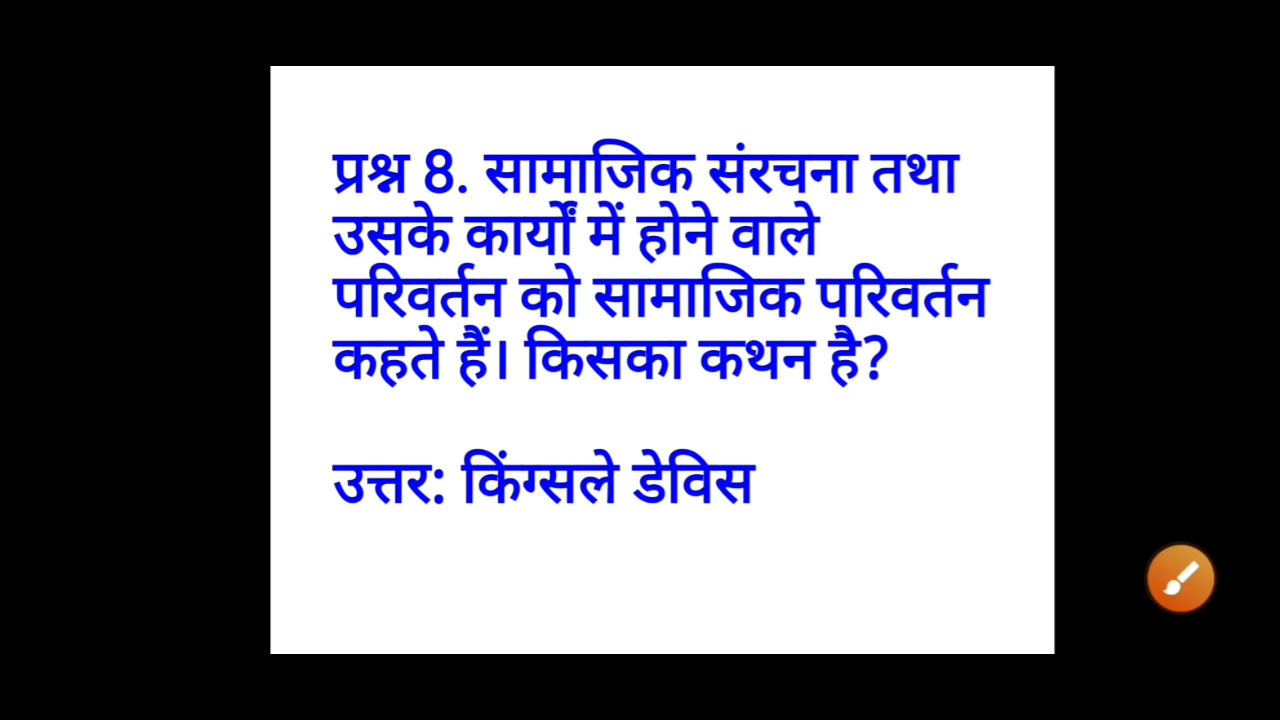 प्रश्न 8. सामाजिक संरचना तथा
उसके कार्यों में होने वाले
परिवर्तन को सामाजिक परिवर्तन
कहते हैं। किसका कथन है?
उत्तर: किंग्सले डेविस